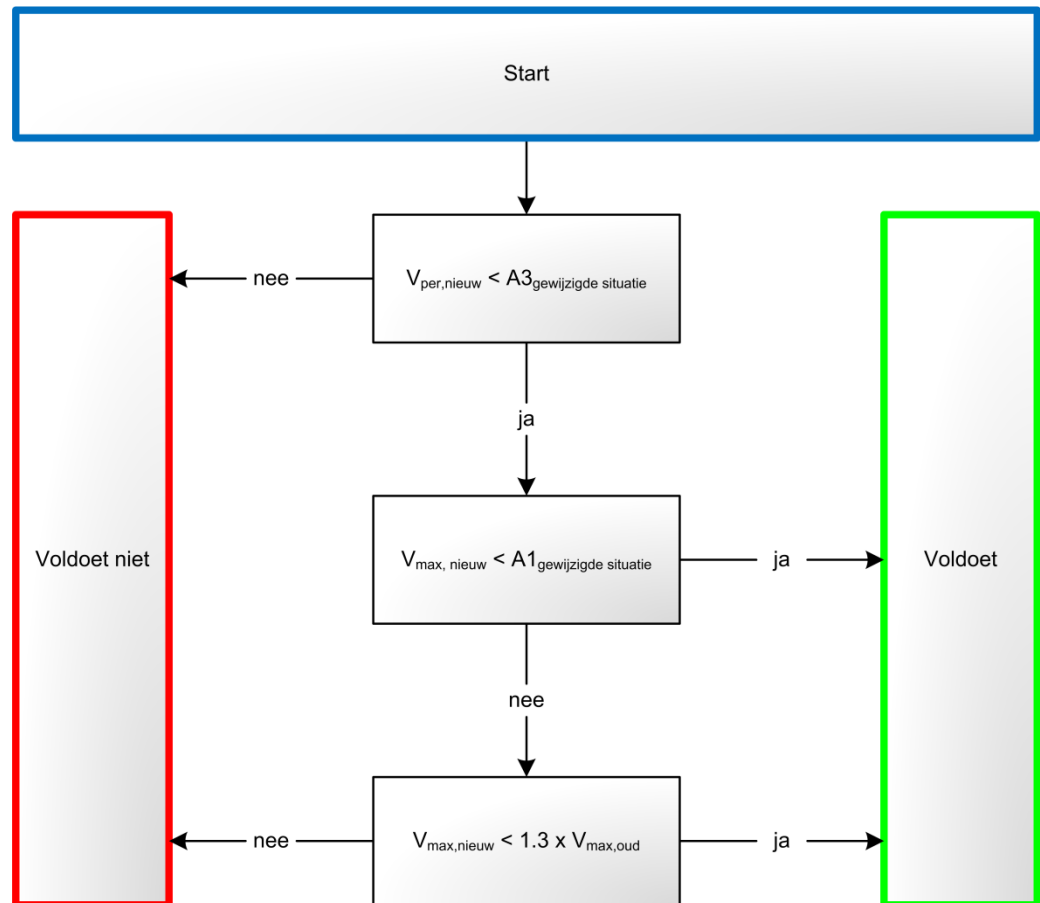 Start
nee
V_per,nieuw < A3_gewijzigde situatie
ja
Voldoet niet
V_max, nieuw < A1_gewijzigde situatie
ja
Voldoet
nee
nee
V_max,nieuw < 1.3 x V_max,oud
ja